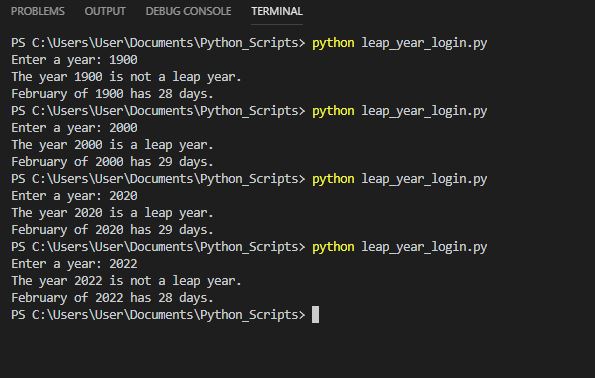 PROBLEMS OUTPUT DEBUG CONSOLE TERMINAL
PS C:\Users\User\Documents\Python_Scripts> python leap_year_login.py
Enter a year: 1900
The year 1900 is not a leap year.
February of 1900 has 28 days.
PS C:\Users\User\Documents\Python_Scripts> python leap_year_login.py
Enter a year: 2000
The year 2000 is a leap year.
February of 2000 has 29 days.
PS C:\Users\User\Documents\Python_Scripts> python leap_year_login.py
Enter a year: 2020
The year 2020 is a leap year.
February of 2020 has 29 days.
PS C:\Users\User\Documents\Python_Scripts> python leap_year_login.py
Enter a year: 2022
The year 2022 is not a leap year.
February of 2022 has 28 days.
PS C:\Users\User\Documents\Python_Scripts>